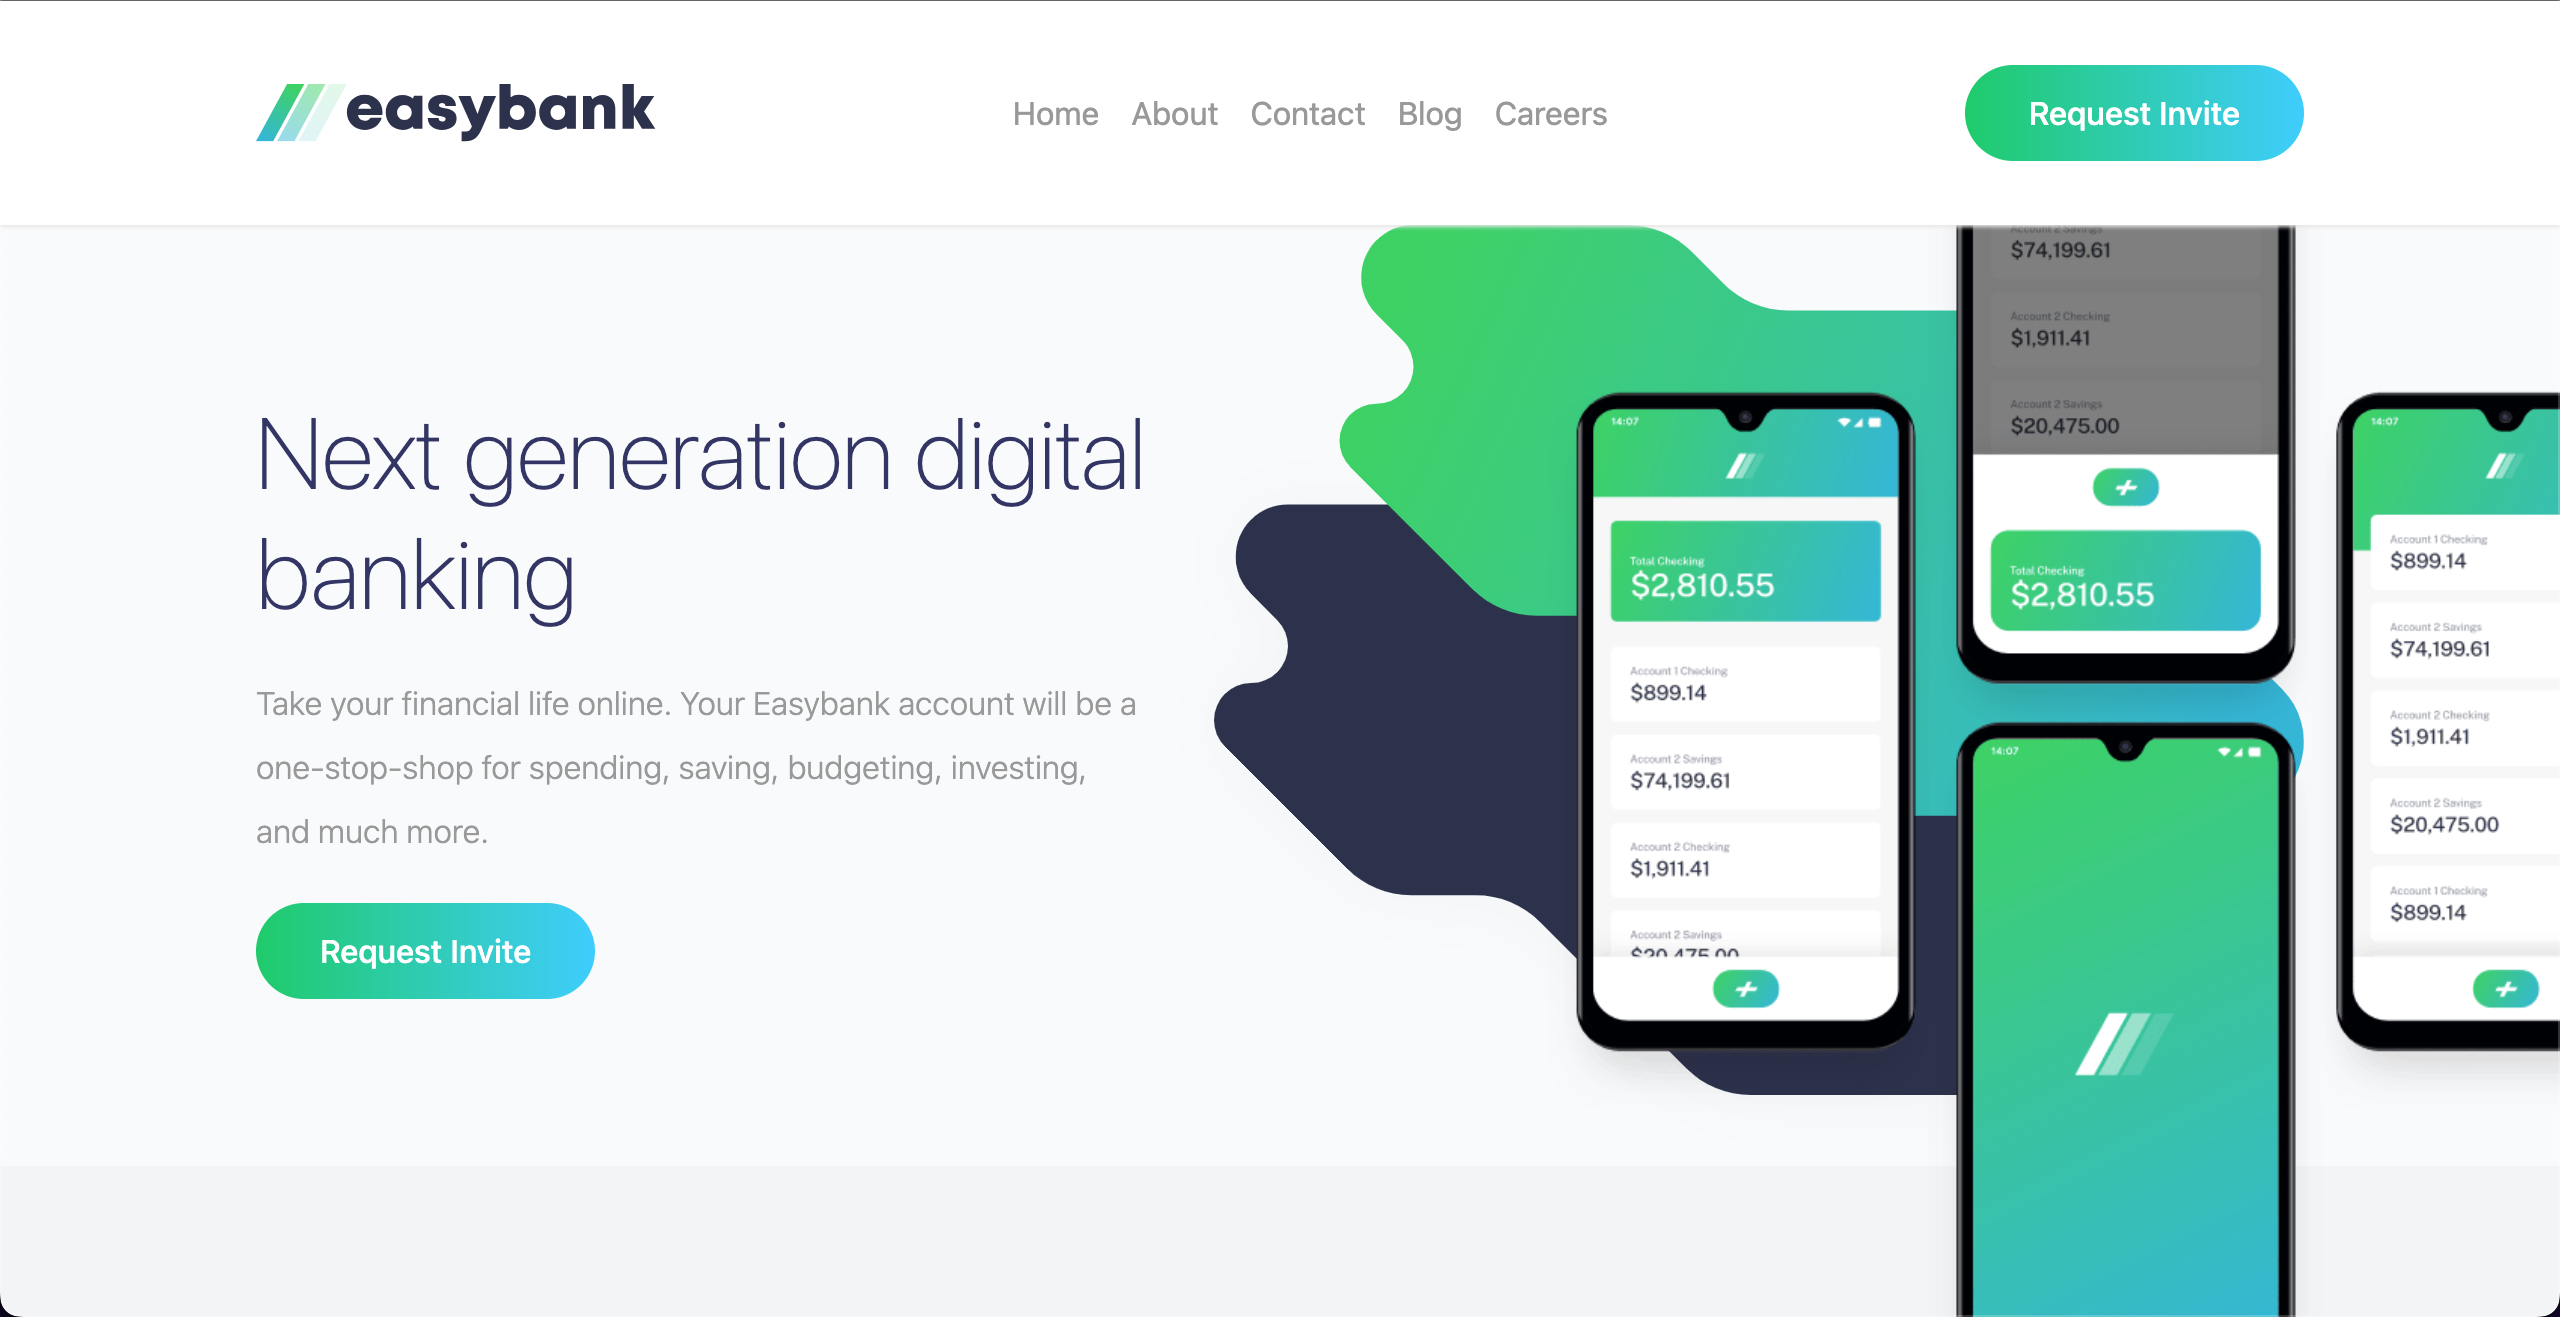 easybank
Home About Contact Blog Careers
Request Invite
Next generation digital
banking
Take your financial life online. Your Easybank account will be a
one-stop-shop for spending, saving, budgeting, investing,
and much more.
Request Invite
14:07
Total Checking
$2,810.55
Account 1 Checking
$899.14
Account 2 Savings
$74,199.61
Account 2 Checking
$1,911.41
Account 2 Savings
$20,475.00
Account 2 Savings
$74,199.61
Account 2 Checking
$1,911.41
Account 2 Savings
$20,475.00
Total Checking
$2,810.55
14:07
14:07
Account 1 Checking
$899.14
Account 2 Savings
$74,199.61
Account 2 Checking
$1,911.41
Account 2 Savings
$20,475.00
Account 1 Checking
$899.14